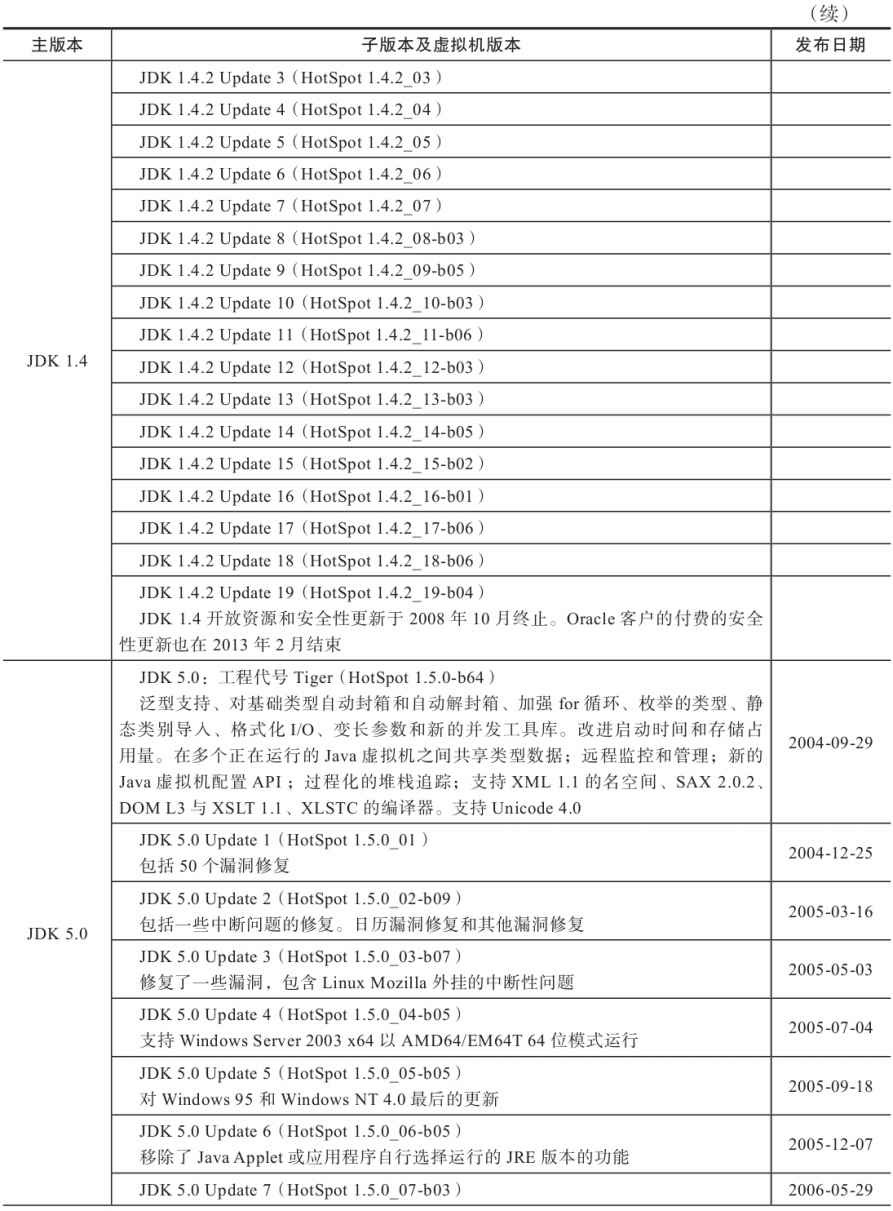 （续）
主版本 子版本及虚拟机版本 发布日期
JDK 1.4.2 Update 3（HotSpot 1.4.2_03）
JDK 1.4.2 Update 4（HotSpot 1.4.2_04）
JDK 1.4.2 Update 5（HotSpot 1.4.2_05）
JDK 1.4.2 Update 6（HotSpot 1.4.2_06）
JDK 1.4.2 Update 7（HotSpot 1.4.2_07）
JDK 1.4.2 Update 8（HotSpot 1.4.2_08-b03）
JDK 1.4.2 Update 9（HotSpot 1.4.2_09-b05）
JDK 1.4.2 Update 10（HotSpot 1.4.2_10-b03）
JDK 1.4.2 Update 11（HotSpot 1.4.2_11-b06）
JDK 1.4
JDK 1.4.2 Update 12（HotSpot 1.4.2_12-b03）
JDK 1.4.2 Update 13（HotSpot 1.4.2_13-b03）
JDK 1.4.2 Update 14（HotSpot 1.4.2_14-b05）
JDK 1.4.2 Update 15（HotSpot 1.4.2_15-b02）
JDK 1.4.2 Update 16（HotSpot 1.4.2_16-b01）
JDK 1.4.2 Update 17（HotSpot 1.4.2_17-b06）
JDK 1.4.2 Update 18（HotSpot 1.4.2_18-b06）
JDK 1.4.2 Update 19（HotSpot 1.4.2_19-b04）
JDK 1.4 开放资源和安全性更新于 2008 年 10 月终止。Oracle 客户的付费的安全
性更新也在 2013 年 2 月结束
JDK 5.0：工程代号 Tiger（HotSpot 1.5.0-b64）
泛型支持、对基础类型自动封箱和自动解封箱、加强 for 循环、枚举的类型、静
态类别导入、格式化 I/O、变长参数和新的并发工具库。改进启动时间和存储占
用量。在多个正在运行的 Java 虚拟机之间共享类型数据；远程监控和管理；新的
2004-09-29
Java 虚拟机配置 API ；过程化的堆栈追踪；支持 XML 1.1 的名空间、SAX 2.0.2、
DOM L3 与 XSLT 1.1、XLSTC 的编译器。支持 Unicode 4.0
JDK 5.0 Update 1（HotSpot 1.5.0_01）
2004-12-25
包括 50 个漏洞修复
JDK 5.0 Update 2（HotSpot 1.5.0_02-b09）
2005-03-16
包括一些中断问题的修复。日历漏洞修复和其他漏洞修复
JDK 5.0
JDK 5.0 Update 3（HotSpot 1.5.0_03-b07）
2005-05-03
修复了一些漏洞，包含 Linux Mozilla 外挂的中断性问题
JDK 5.0 Update 4（HotSpot 1.5.0_04-b05）
2005-07-04
支持 Windows Server 2003 x64 以 AMD64/EM64T 64 位模式运行
JDK 5.0 Update 5（HotSpot 1.5.0_05-b05）
2005-09-18
对 Windows 95 和 Windows NT 4.0 最后的更新
JDK 5.0 Update 6（HotSpot 1.5.0_06-b05）
2005-12-07
移除了 Java Applet 或应用程序自行选择运行的 JRE 版本的功能
JDK 5.0 Update 7（HotSpot 1.5.0_07-b03） 2006-05-29